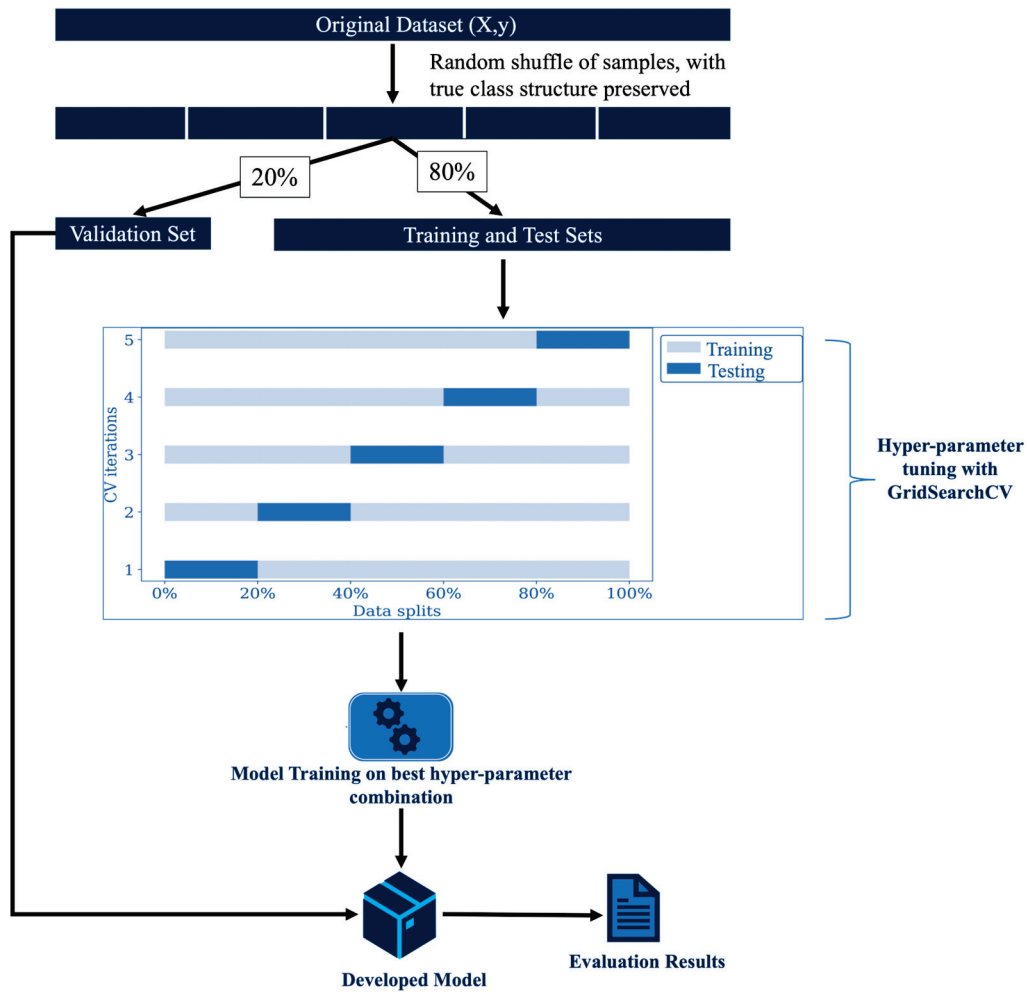 Original Dataset (X,y)
Random shuffle of samples, with
true class structure preserved
20%
80%
Validation Set
Training and Test Sets
5
4
3
2
1
CV iterations
0%
20%
40%
60%
80%
100%
Data splits
Training
Testing
Hyper-parameter
tuning with
GridSearchCV
Model Training on best hyper-parameter
combination
Developed Model
Evaluation Results